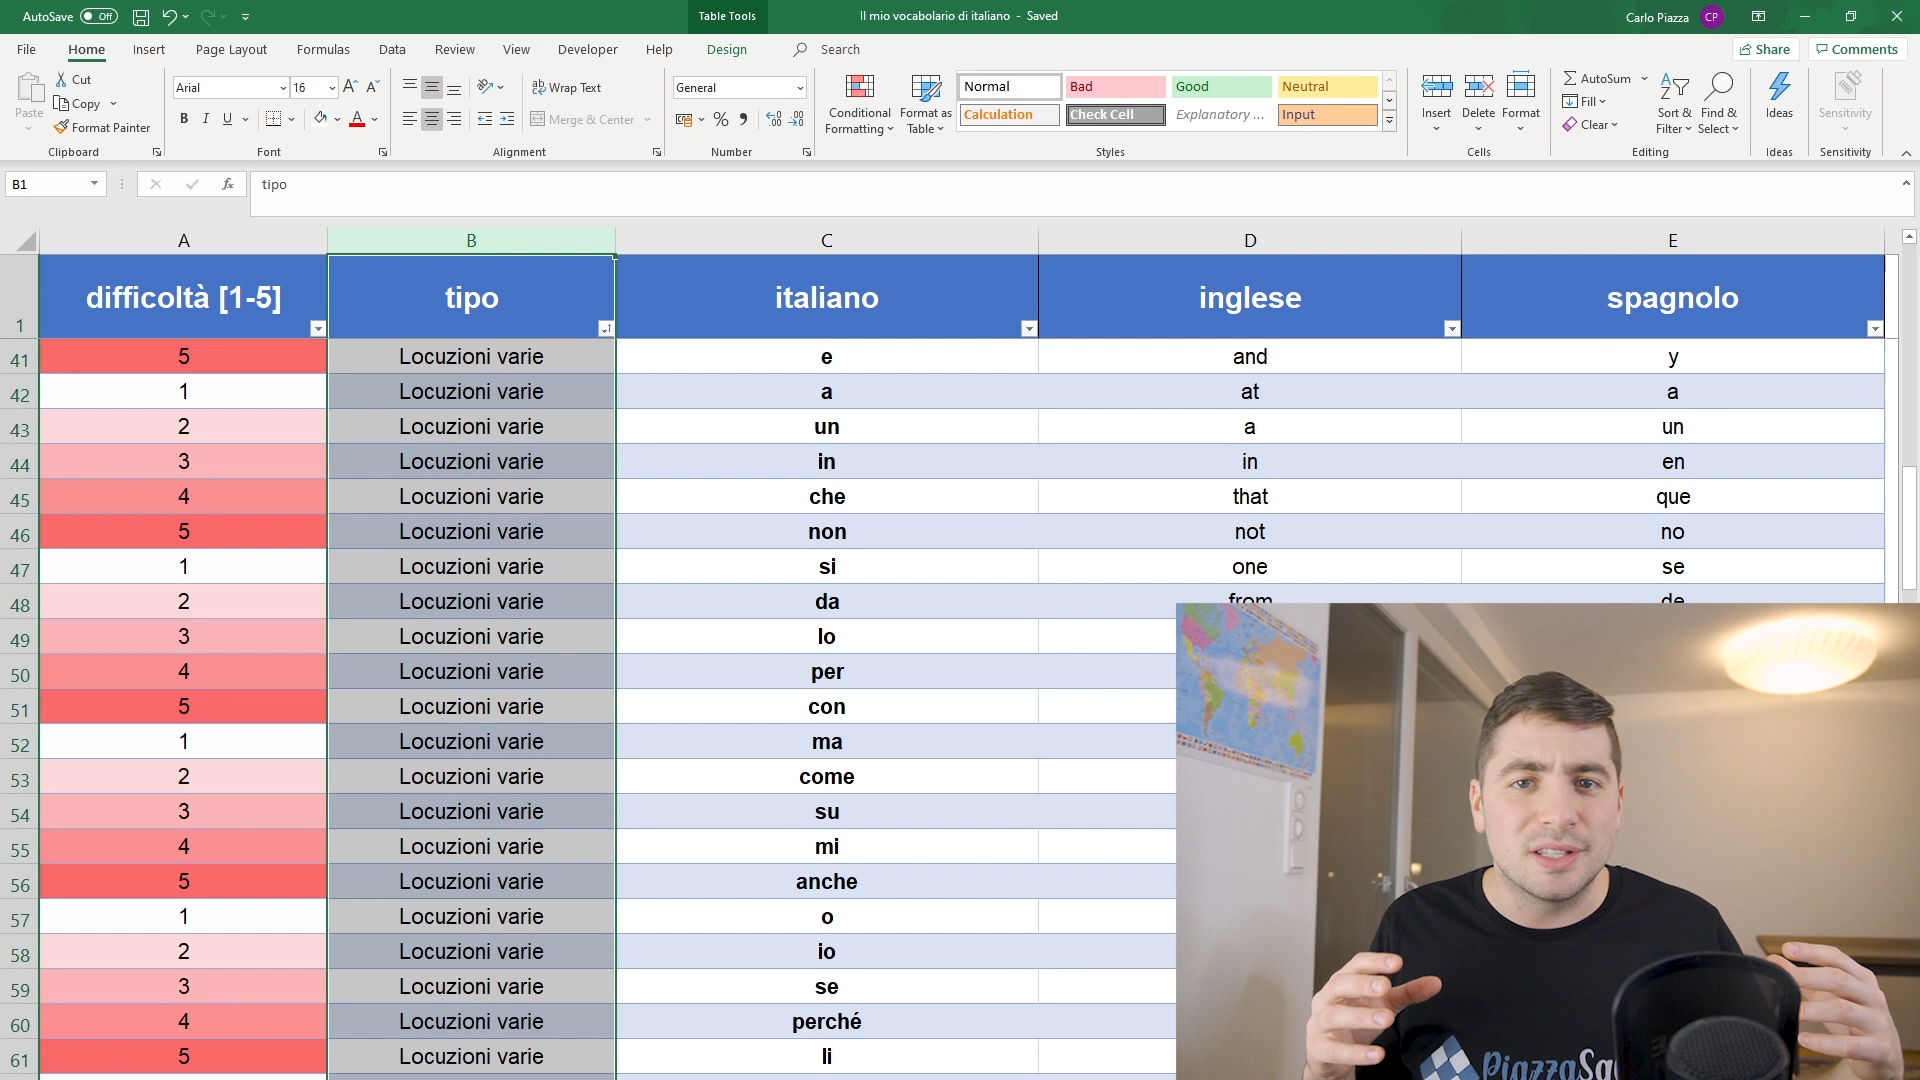 AutoSave Off
Table Tools
Il mio vocabolario di italiano - Saved
Carlo Piazza CP
File Home Insert Page Layout Formulas Data Review View Developer Help Design Search
Share Comments
Paste
Cut
Copy
Format Painter
Clipboard
Arial 16
B I U
Font
Wrap Text
Merge & Center
Alignment
General
Number
Conditional Formatting
Format as Table
Normal Bad Good Neutral
Calculation Check Cell Explanatory ... Input
Styles
Insert Delete Format
Cells
AutoSum
Fill
Clear
Sort & Filter
Find & Select
Editing
Ideas
Ideas
Sensitivity
Sensitivity
B1 fx tipo
A B C D E
1 difficoltà [1-5] tipo italiano inglese spagnolo
41 5 Locuzioni varie e and y
42 1 Locuzioni varie a at a
43 2 Locuzioni varie un a un
44 3 Locuzioni varie in in en
45 4 Locuzioni varie che that que
46 5 Locuzioni varie non not no
47 1 Locuzioni varie si one se
48 2 Locuzioni varie da from de
49 3 Locuzioni varie lo
50 4 Locuzioni varie per
51 5 Locuzioni varie con
52 1 Locuzioni varie ma
53 2 Locuzioni varie come
54 3 Locuzioni varie su
55 4 Locuzioni varie mi
56 5 Locuzioni varie anche
57 1 Locuzioni varie o
58 2 Locuzioni varie io
59 3 Locuzioni varie se
60 4 Locuzioni varie perché
61 5 Locuzioni varie li